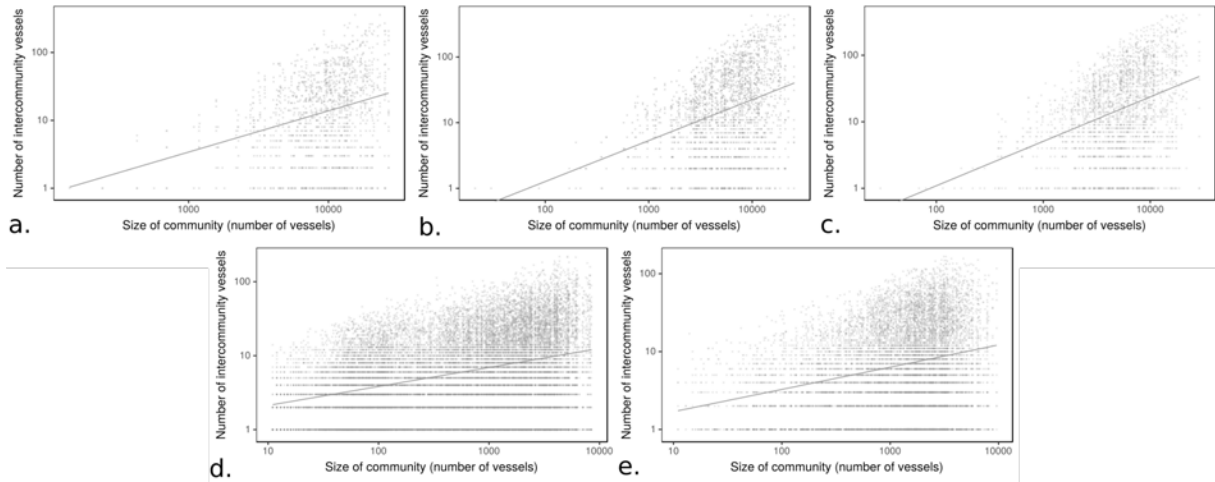 Number of intercommunity vessels
100
10
1
1000
10000
Size of community (number of vessels)
a.
Number of intercommunity vessels
100
10
1
100
1000
10000
Size of community (number of vessels)
b.
Number of intercommunity vessels
100
10
1
100
1000
10000
Size of community (number of vessels)
c.
Number of intercommunity vessels
100
10
1
10
100
1000
10000
Size of community (number of vessels)
d.
Number of intercommunity vessels
100
10
1
10
100
1000
10000
Size of community (number of vessels)
e.